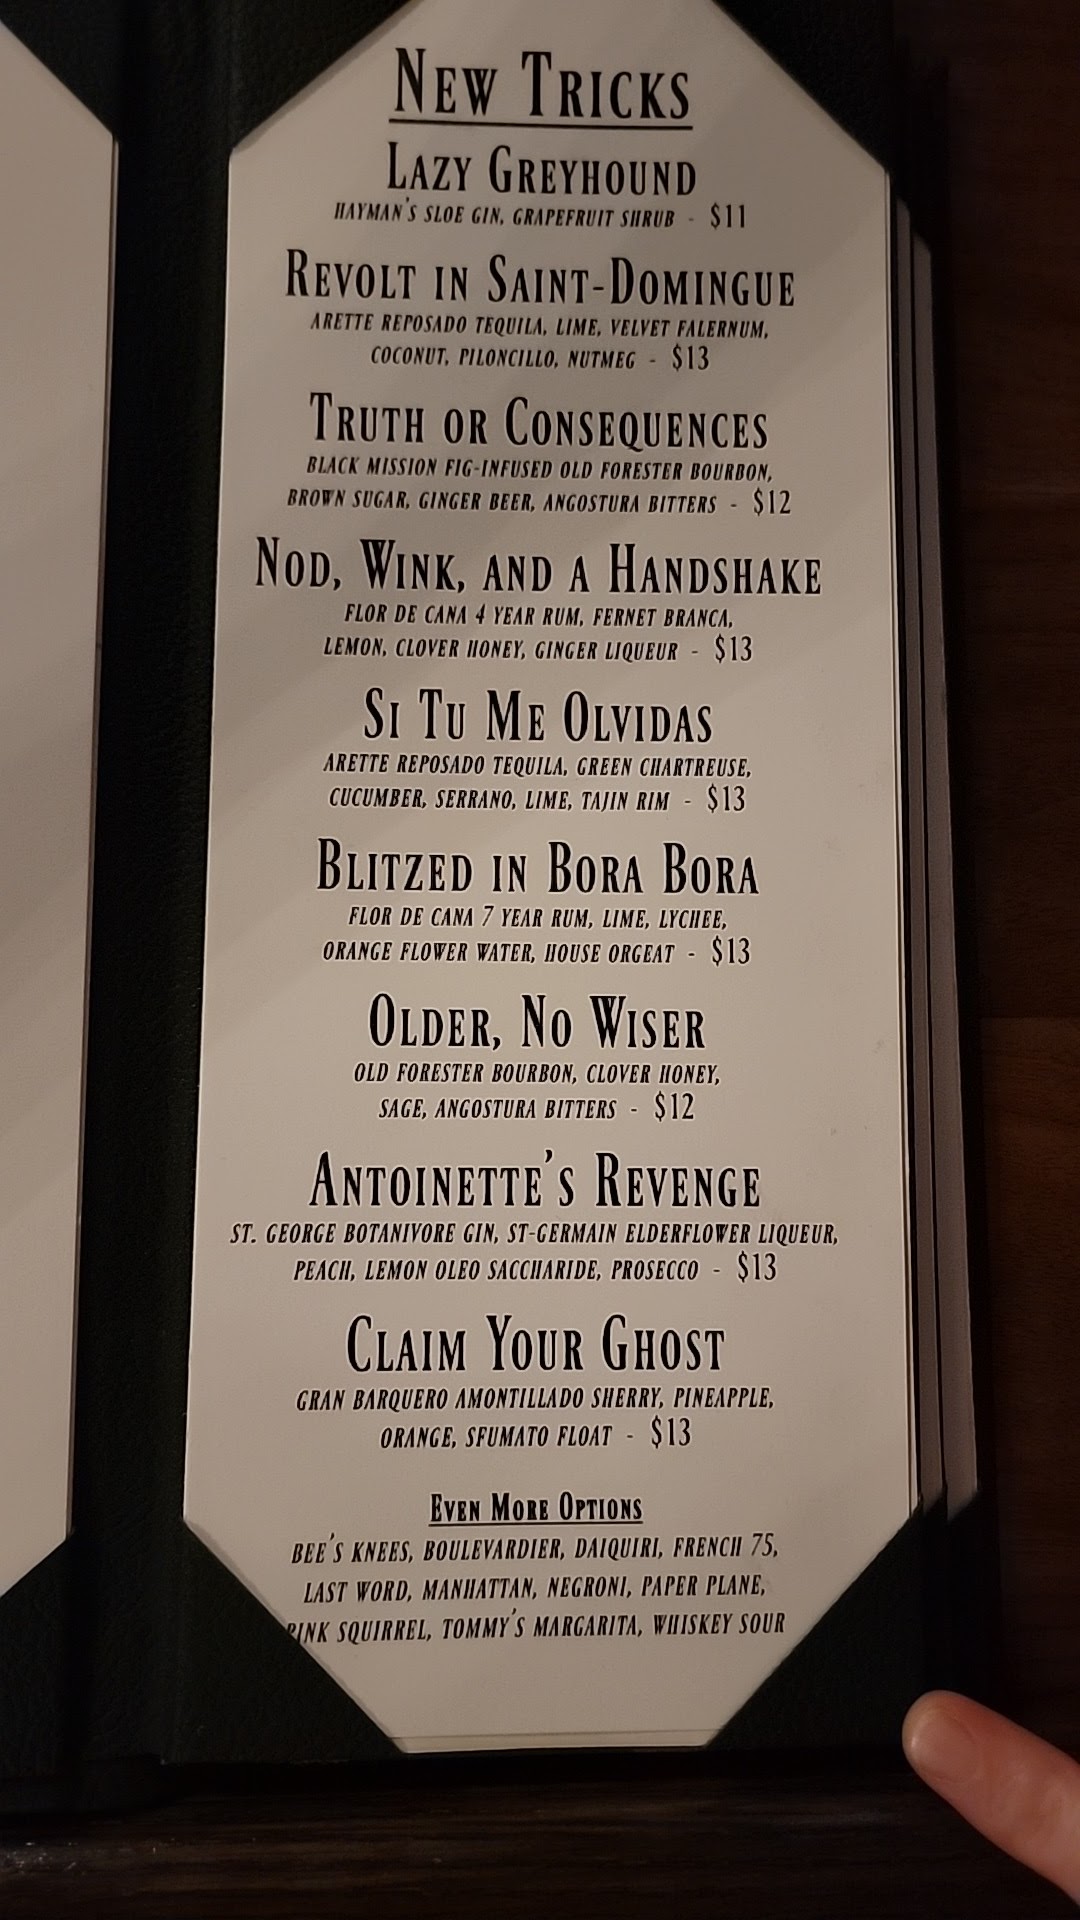 New Tricks
Lazy Greyhound
Hayman's Sloe Gin, Grapefruit Shrub - $11
Revolt in Saint-Domingue
Arette Reposado Tequila, Lime, Velvet Falernum,
Coconut, Piloncillo, Nutmeg - $13
Truth or Consequences
Black Mission Fig-Infused Old Forester Bourbon,
Brown Sugar, Ginger Beer, Angostura Bitters - $12
Nod, Wink, and a Handshake
Flor de Cana 4 Year Rum, Fernet Branca,
Lemon, Clover Honey, Ginger Liqueur - $13
Si Tu Me Olvidas
Arette Reposado Tequila, Green Chartreuse,
Cucumber, Serrano, Lime, Tajin Rim - $13
Blitzed in Bora Bora
Flor de Cana 7 Year Rum, Lime, Lychee,
Orange Flower Water, House Orgeat - $13
Older, No Wiser
Old Forester Bourbon, Clover Honey,
Sage, Angostura Bitters - $12
Antoinette's Revenge
St. George Botanivore Gin, St-Germain Elderflower Liqueur,
Peach, Lemon Oleo Saccharide, Prosecco - $13
Claim Your Ghost
Gran Barquero Amontillado Sherry, Pineapple,
Orange, Sfumato Float - $13
Even More Options
Bee's Knees, Boulevardier, Daiquiri, French 75,
Last Word, Manhattan, Negroni, Paper Plane,
Pink Squirrel, Tommy's Margarita, Whiskey Sour